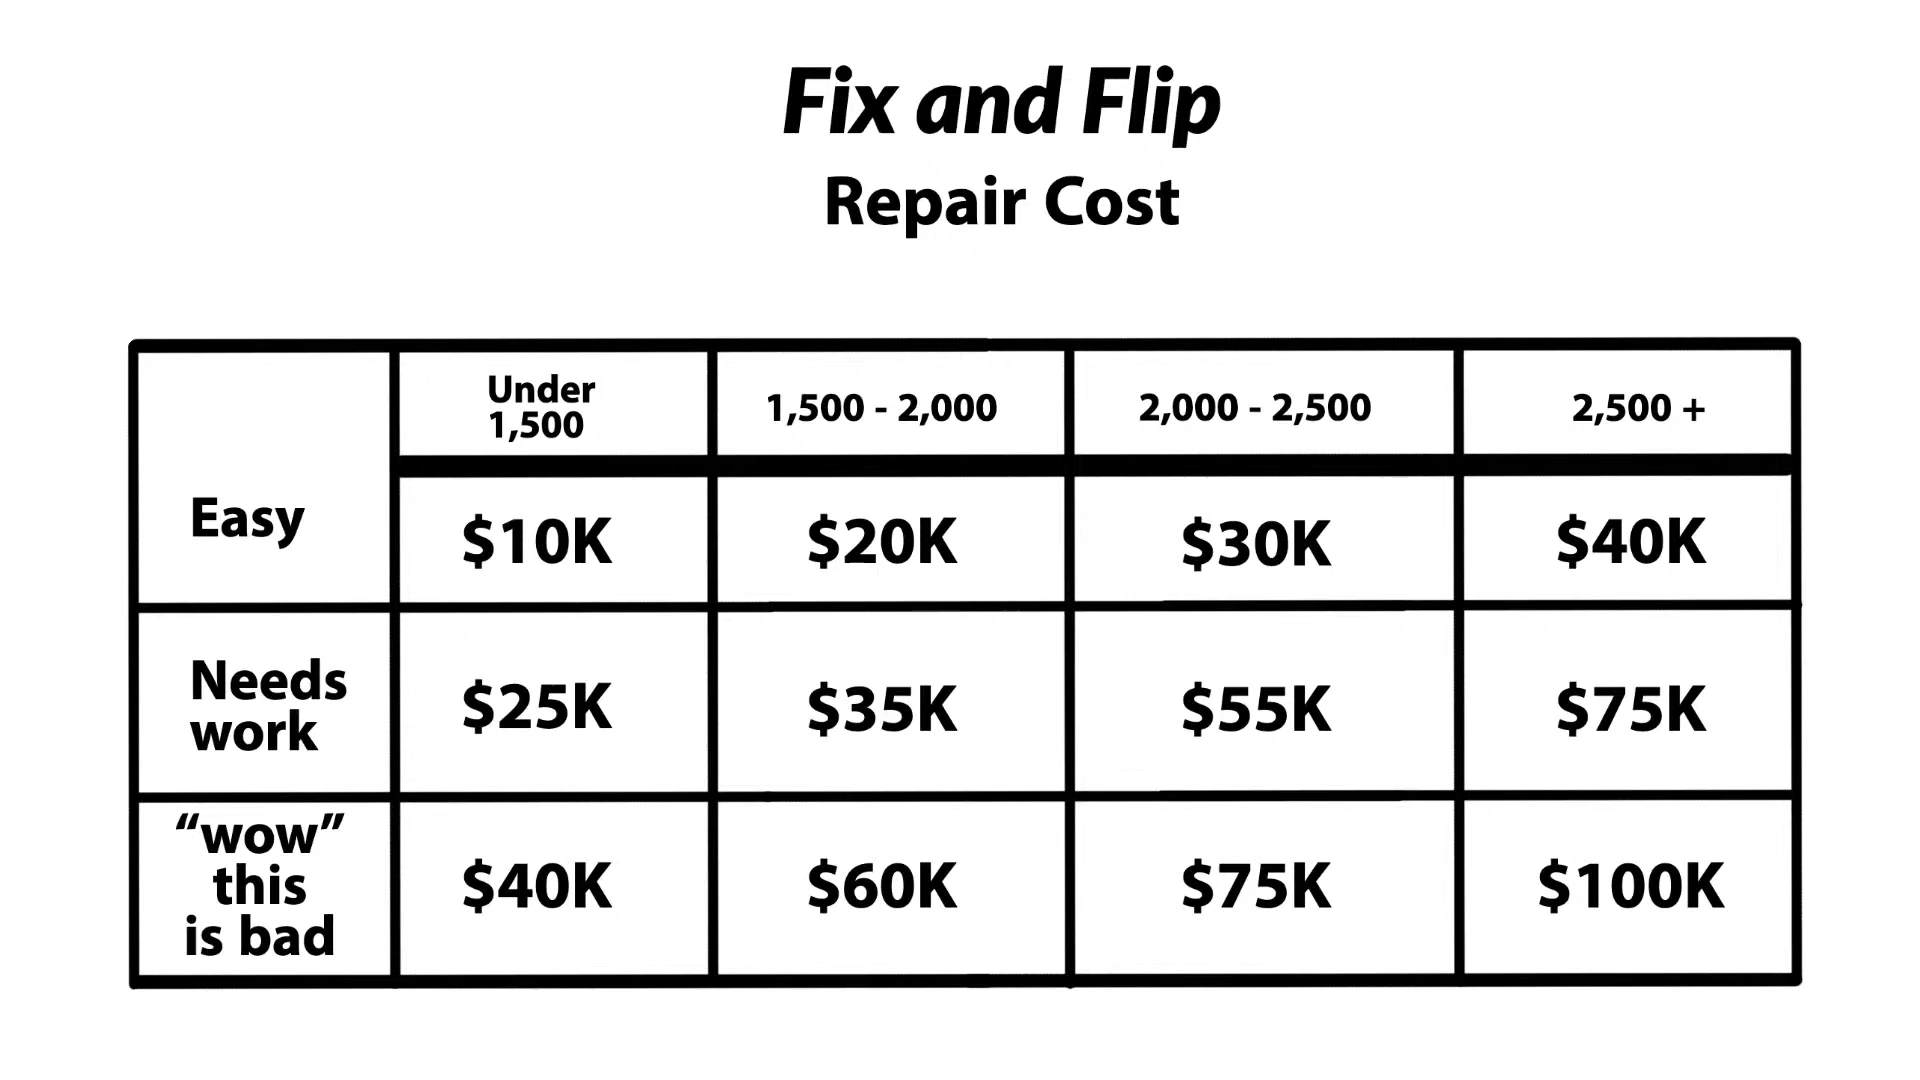 Fix and Flip
Repair Cost
Under
1,500
1,500 - 2,000
2,000 - 2,500
2,500 +
Easy
$10K
$20K
$30K
$40K
Needs
work
$25K
$35K
$55K
$75K
“wow”
this
is bad
$40K
$60K
$75K
$100K